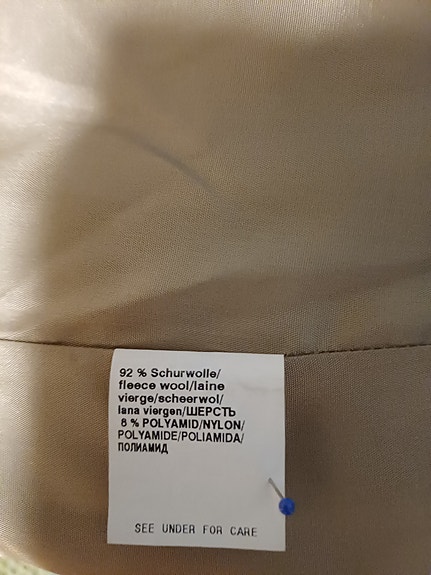 92 % Schurwolle/
fleece wool/laine
vierge/scheerwol/
lana viergen/ШЕРСТЬ
8 % POLYAMID/NYLON/
POLYAMIDE/POLIAMIDA/
ПОЛИАМИД
SEE UNDER FOR CARE